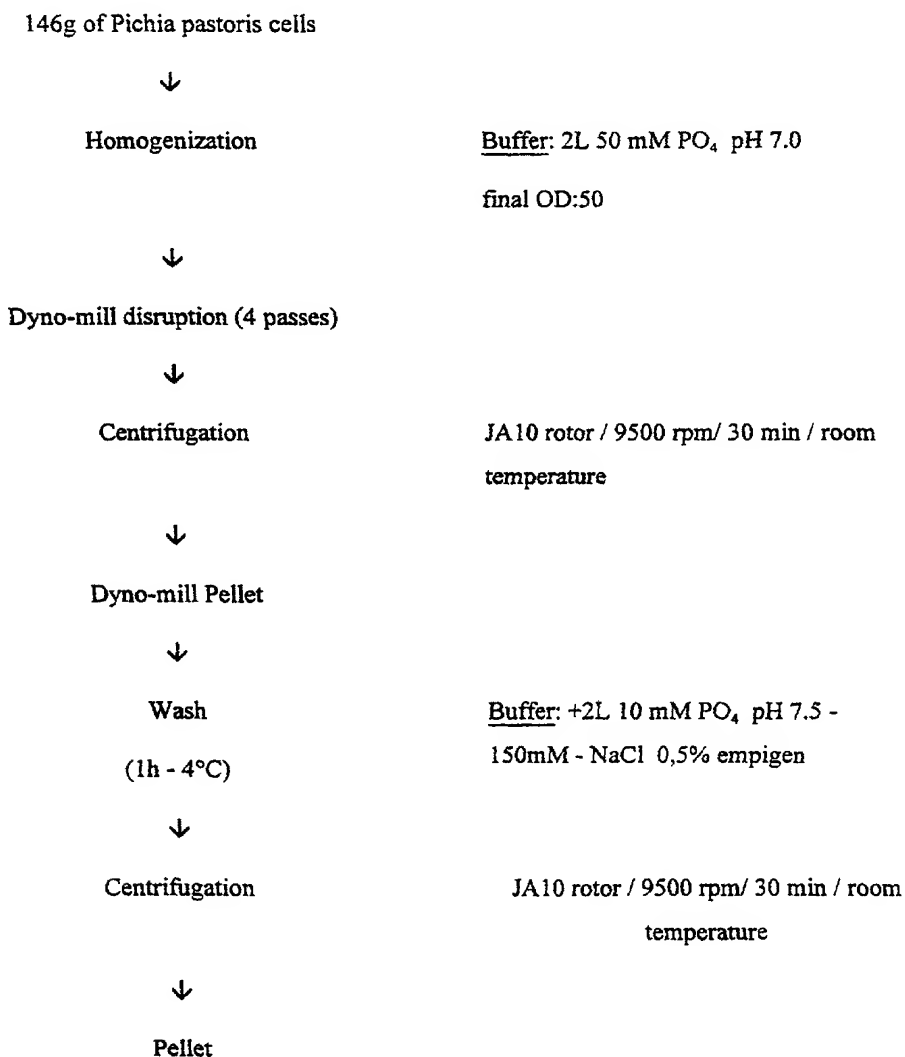 146g of Pichia pastoris cells
↓
Homogenization
Buffer: 2L 50 mM PO₄ pH 7.0
final OD:50
↓
Dyno-mill disruption (4 passes)
↓
Centrifugation
JA10 rotor / 9500 rpm/ 30 min / room
temperature
↓
Dyno-mill Pellet
↓
Wash
(1h - 4°C)
Buffer: +2L 10 mM PO₄ pH 7.5 -
150mM - NaCl 0,5% empigen
↓
Centrifugation
JA10 rotor / 9500 rpm/ 30 min / room
temperature
↓
Pellet